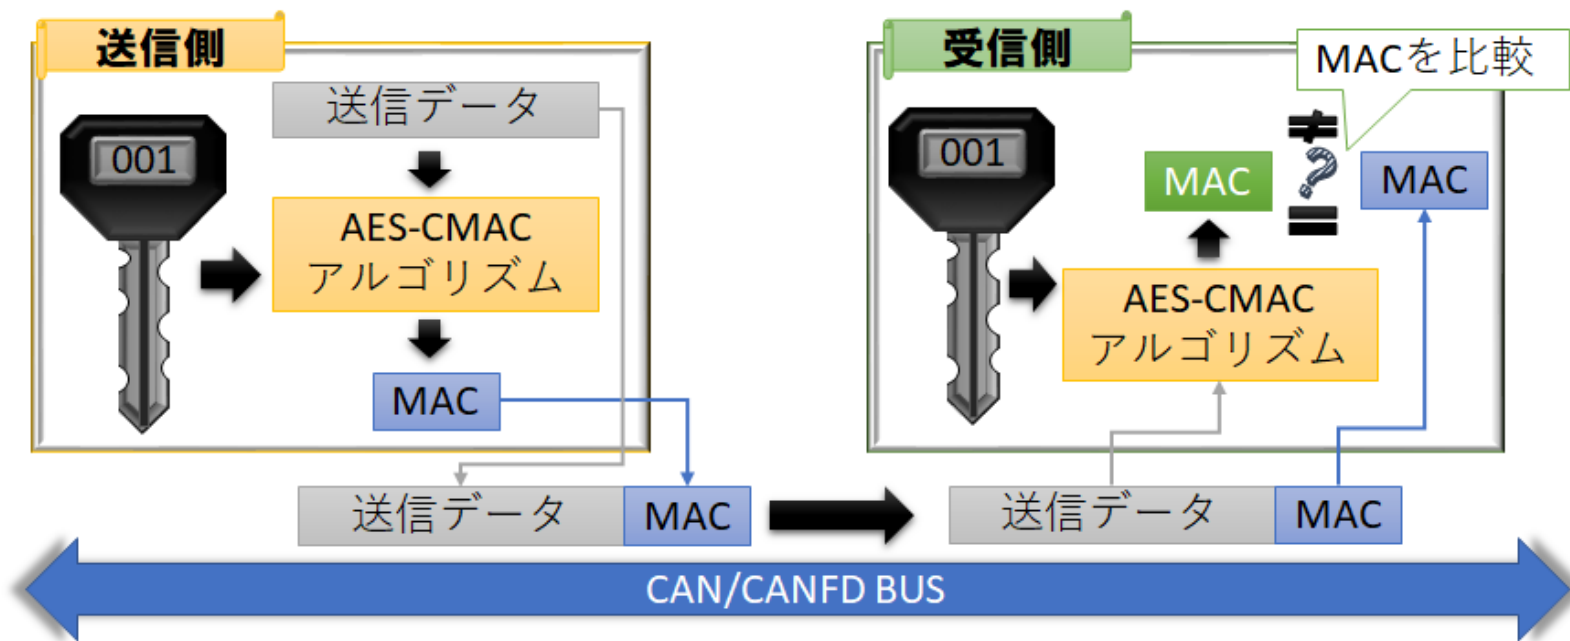 送信側
送信データ
001
AES-CMAC
アルゴリズム
MAC
送信データ MAC
受信側
MACを比較
001
MAC
≠
?
=
MAC
AES-CMAC
アルゴリズム
送信データ MAC
CAN/CANFD BUS